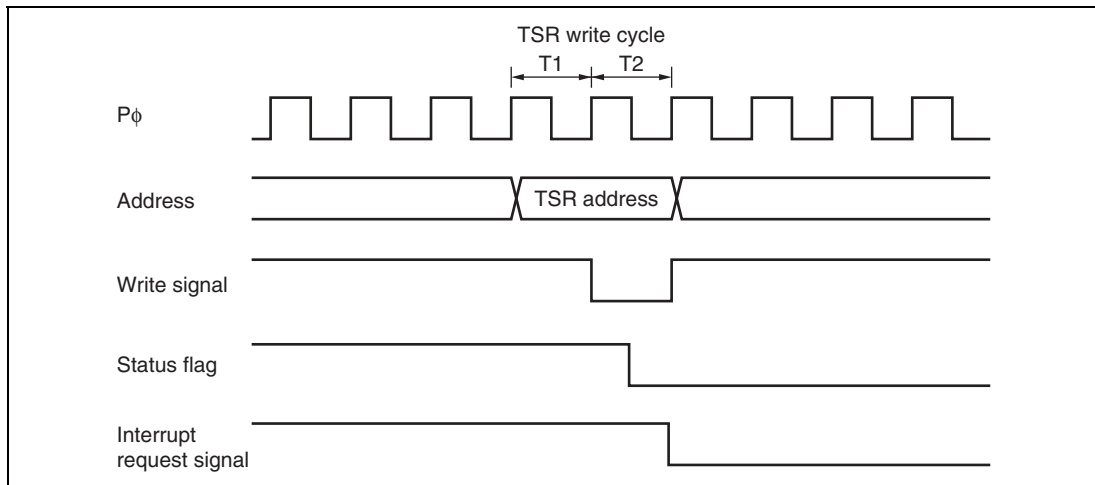 TSR write cycle
T1 T2
Pϕ
Address
TSR address
Write signal
Status flag
Interrupt
request signal